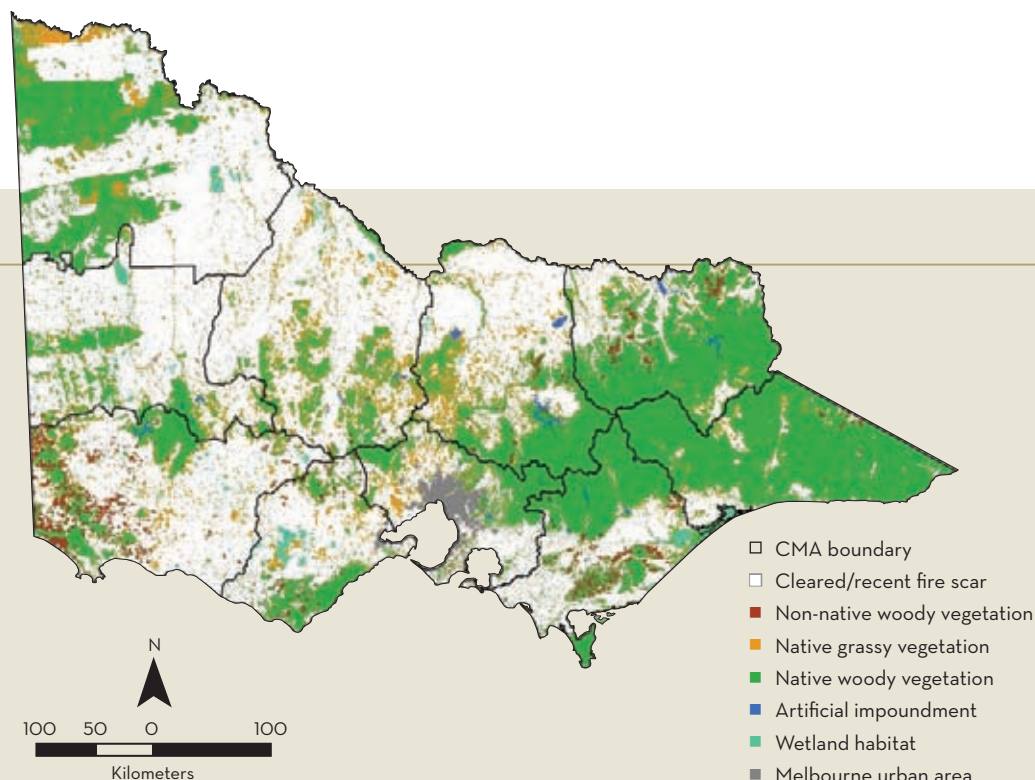 CMA boundary
Cleared/recent fire scar
Non-native woody vegetation
Native grassy vegetation
Native woody vegetation
Artificial impoundment
Wetland habitat
Melbourne urban area
N
100 50 0 100
Kilometers